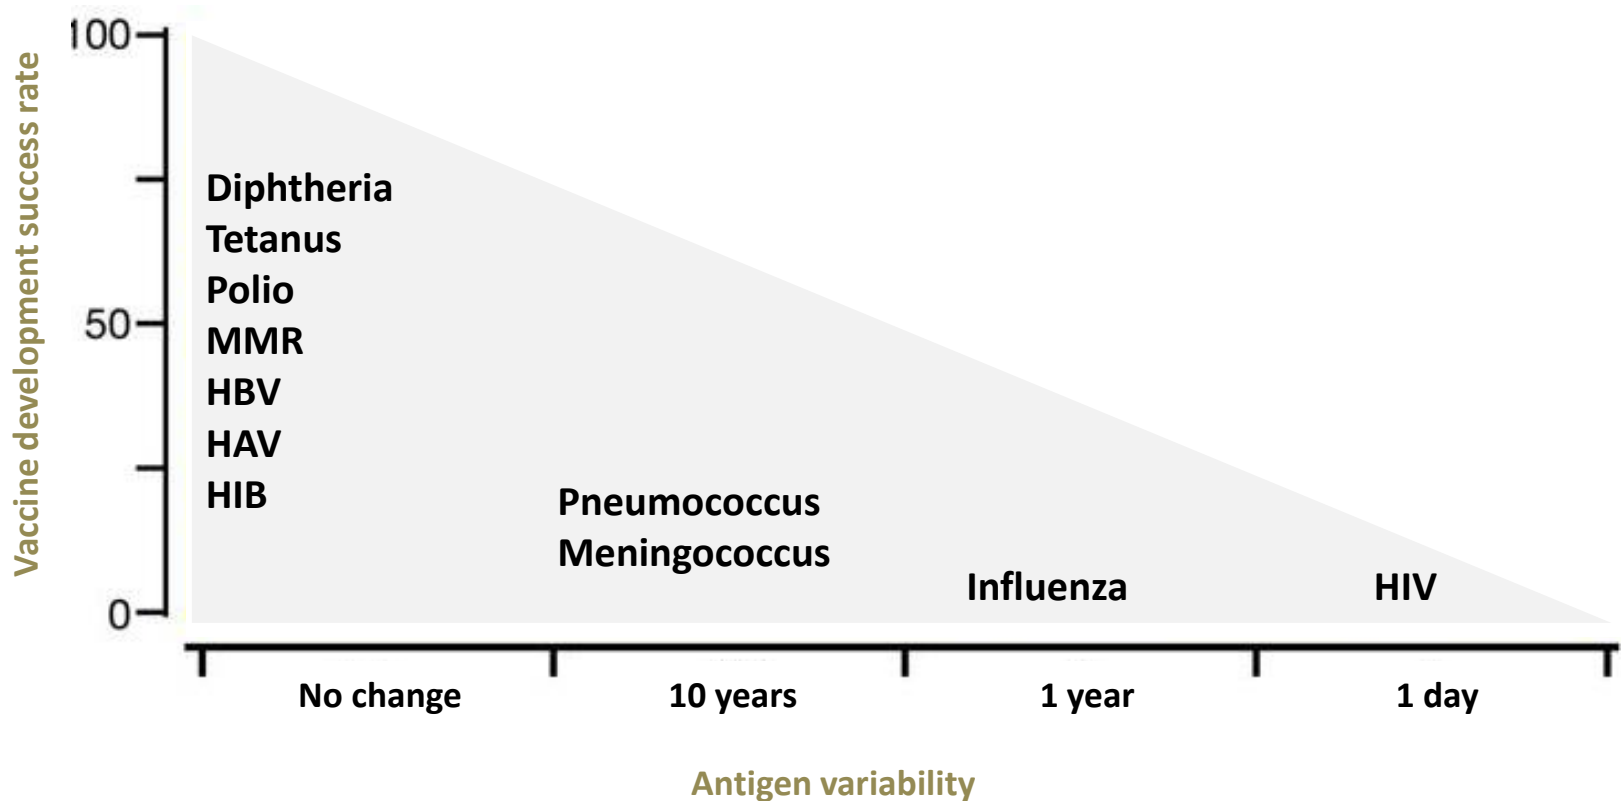 Vaccine development success rate
100
50
0
Diphtheria
Tetanus
Polio
MMR
HBV
HAV
HIB
Pneumococcus
Meningococcus
Influenza
HIV
No change
10 years
1 year
1 day
Antigen variability